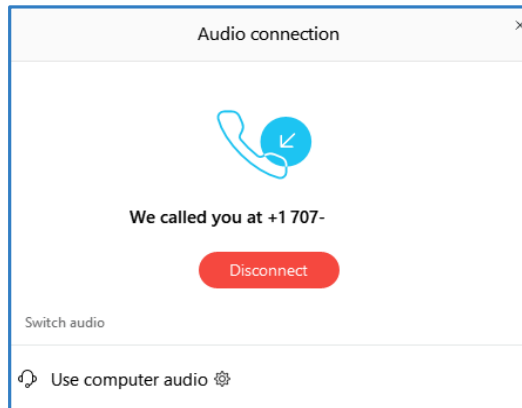 Audio connection
We called you at +1 707-
Disconnect
Switch audio
Use computer audio